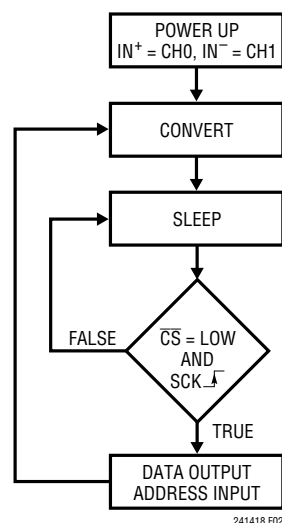 POWER UP
IN⁺ = CH0, IN⁻ = CH1
CONVERT
SLEEP
FALSE
C̅S̅ = LOW
AND
SCK
TRUE
DATA OUTPUT
ADDRESS INPUT
241418 F02